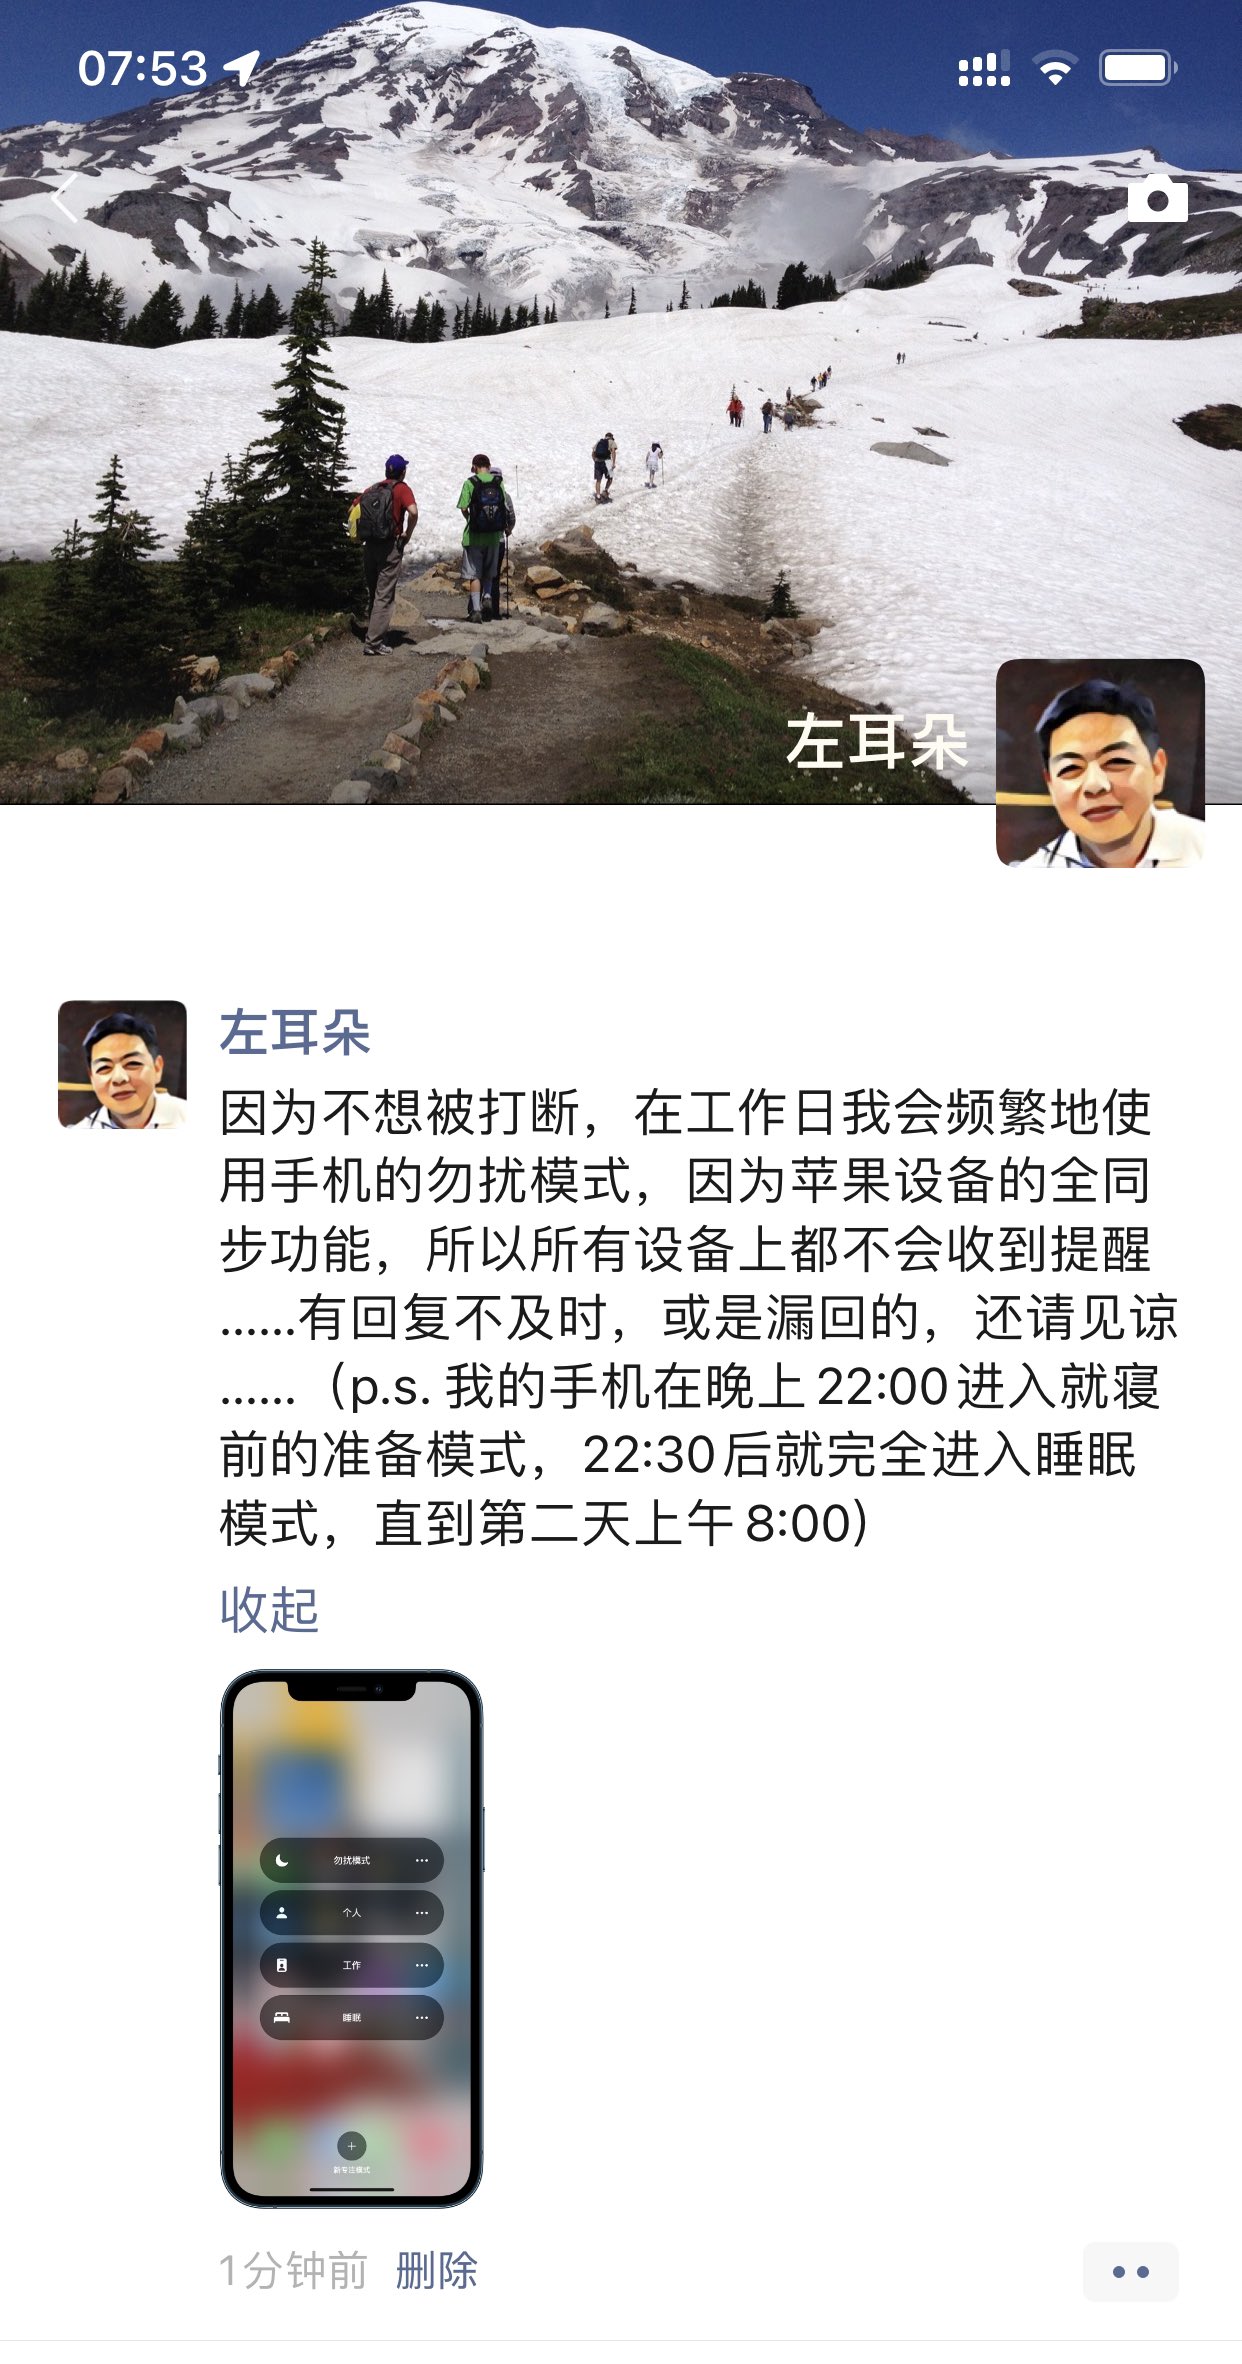 07:53
左耳朵
左耳朵
因为不想被打断，在工作日我会频繁地使
用手机的勿扰模式，因为苹果设备的全同
步功能，所以所有设备上都不会收到提醒
……有回复不及时，或是漏回的，还请见谅
……（p.s. 我的手机在晚上22:00进入就寝
前的准备模式，22:30后就完全进入睡眠
模式，直到第二天上午8:00）
收起
勿扰模式
个人
工作
睡眠
新专注模式
1分钟前 删除